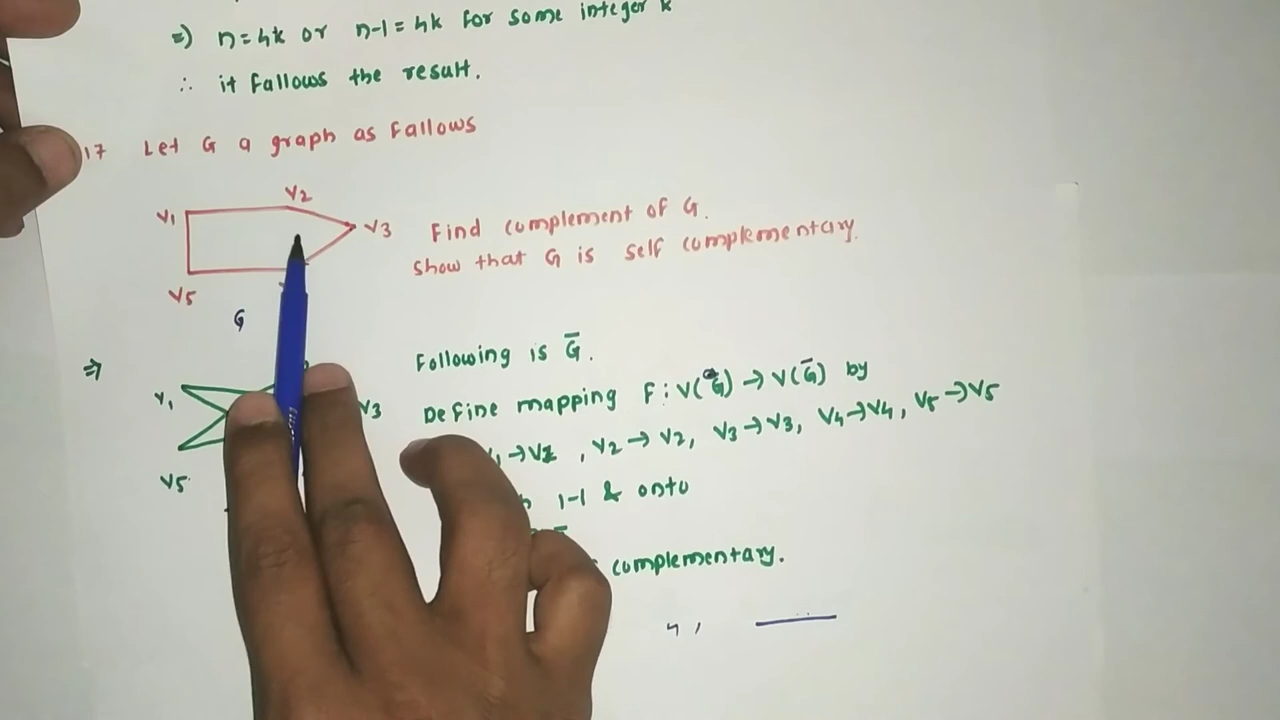 =) n=4k or n-1=4k for some integer k
∴ it fallows the result.
17 Let G a graph as fallows
V1 V2 V3
V5
G
Find complement of G.
show that G is self complementary.
⇒ Following is G̅.
V1 V3
V5
Define mapping F: V(G) → V(G̅) by
→ V2 → V2, V3 → V3, V4 → V4, V5 → V5
1-1 & onto
complementary.